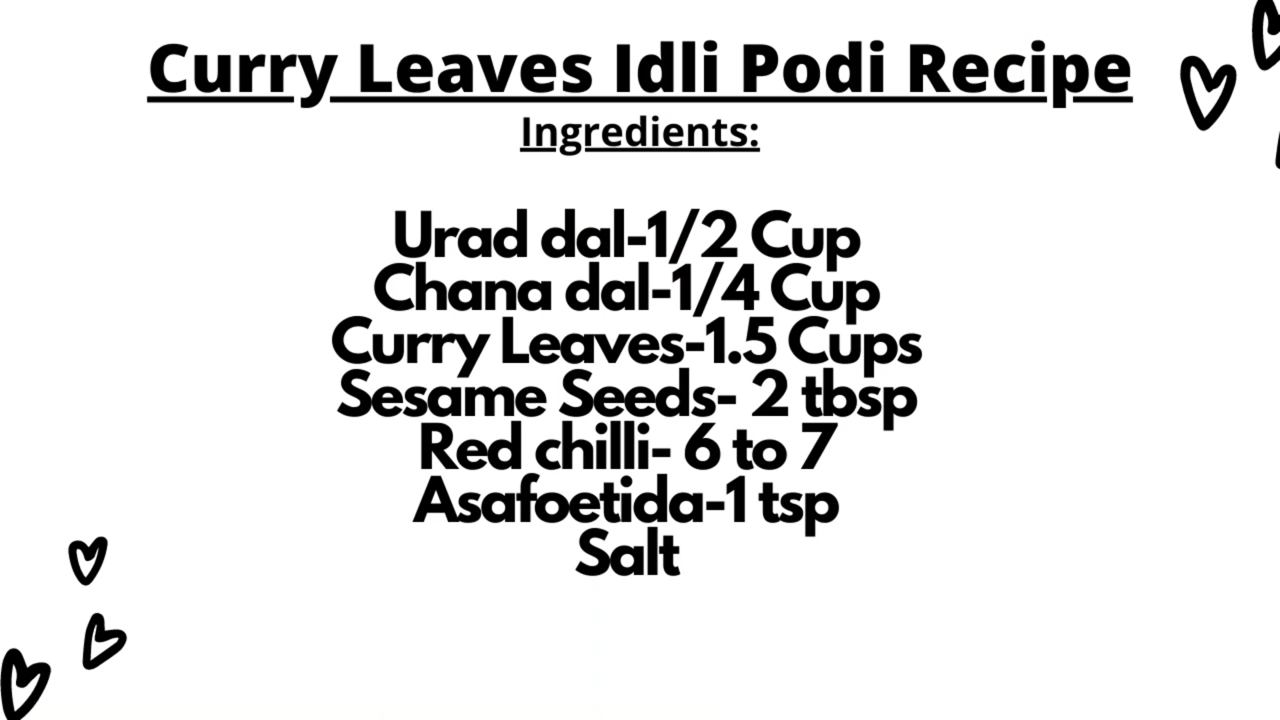 Curry Leaves Idli Podi Recipe
Ingredients:
Urad dal-1/2 Cup
Chana dal-1/4 Cup
Curry Leaves-1.5 Cups
Sesame Seeds- 2 tbsp
Red chilli- 6 to 7
Asafoetida-1 tsp
Salt